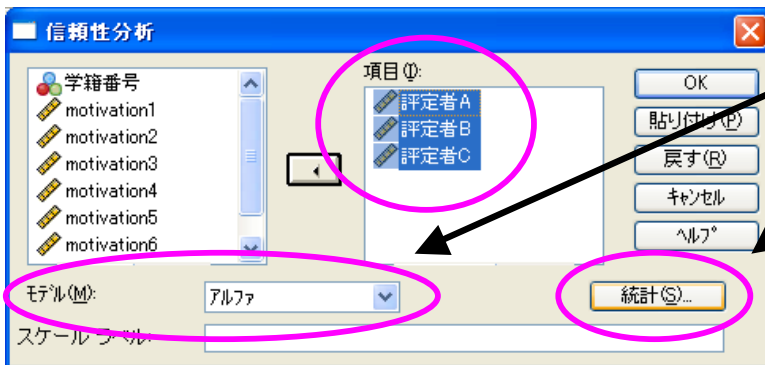 信頼性分析
学籍番号
motivation1
motivation2
motivation3
motivation4
motivation5
motivation6
項目(I):
評定者A
評定者B
評定者C
OK
貼り付け(P)
戻す(R)
キャンセル
ヘルプ
モデル(M):
アルファ
統計(S)...
スケール ラベル: